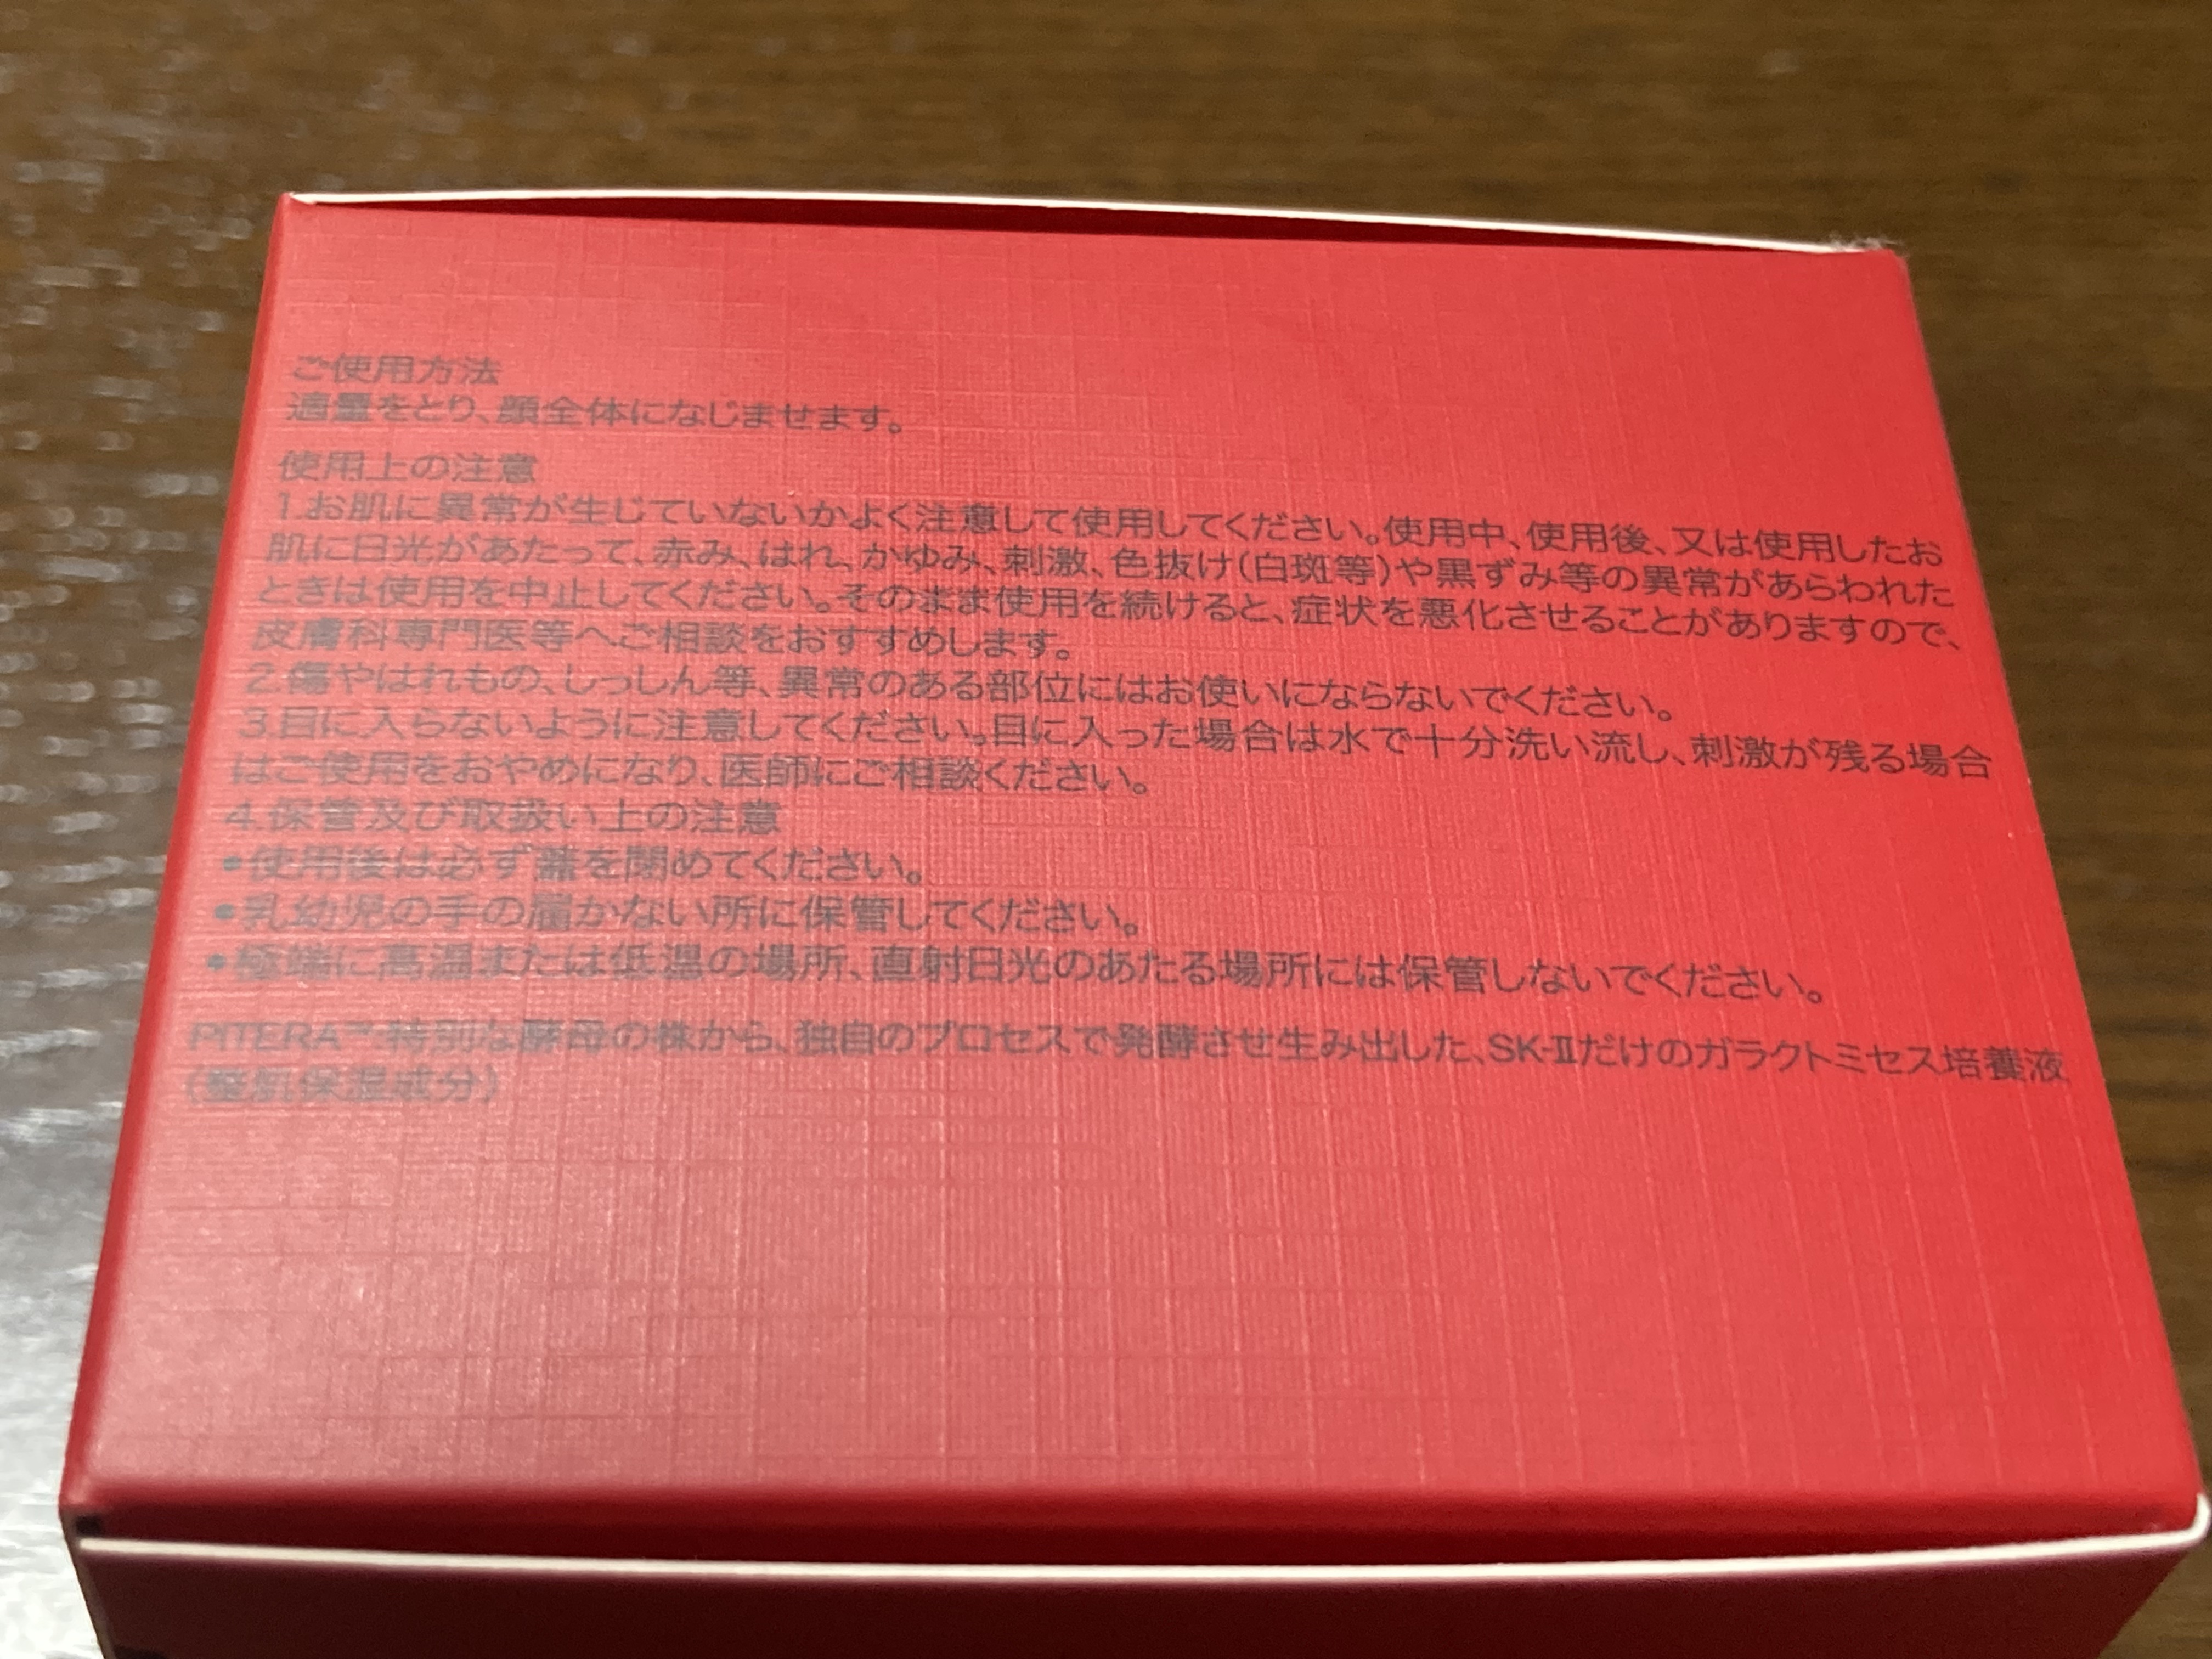 ご使用方法
適量をとり、顔全体になじませます。
使用上の注意
1.お肌に異常が生じていないかよく注意して使用してください。使用中、使用後、又は使用したお
肌に日光があたって、赤み、はれ、かゆみ、刺激、色抜け(白斑等)や黒ずみ等の異常があらわれた
ときは使用を中止してください。そのまま使用を続けると、症状を悪化させることがありますので、
皮膚科専門医等へご相談をおすすめします。
2.傷やはれもの、しっしん等、異常のある部位にはお使いにならないでください。
3.目に入らないように注意してください。目に入った場合は水で十分洗い流し、刺激が残る場合
はご使用をおやめになり、医師にご相談ください。
4.保管及び取扱い上の注意
•使用後は必ず蓋を閉めてください。
•乳幼児の手の届かない所に保管してください。
•極端に高温または低温の場所、直射日光のあたる場所には保管しないでください。
PITERA™特別な酵母の株から、独自のプロセスで発酵させ生み出した、SK-Ⅱだけのガラクトミセス培養液
(整肌保湿成分)